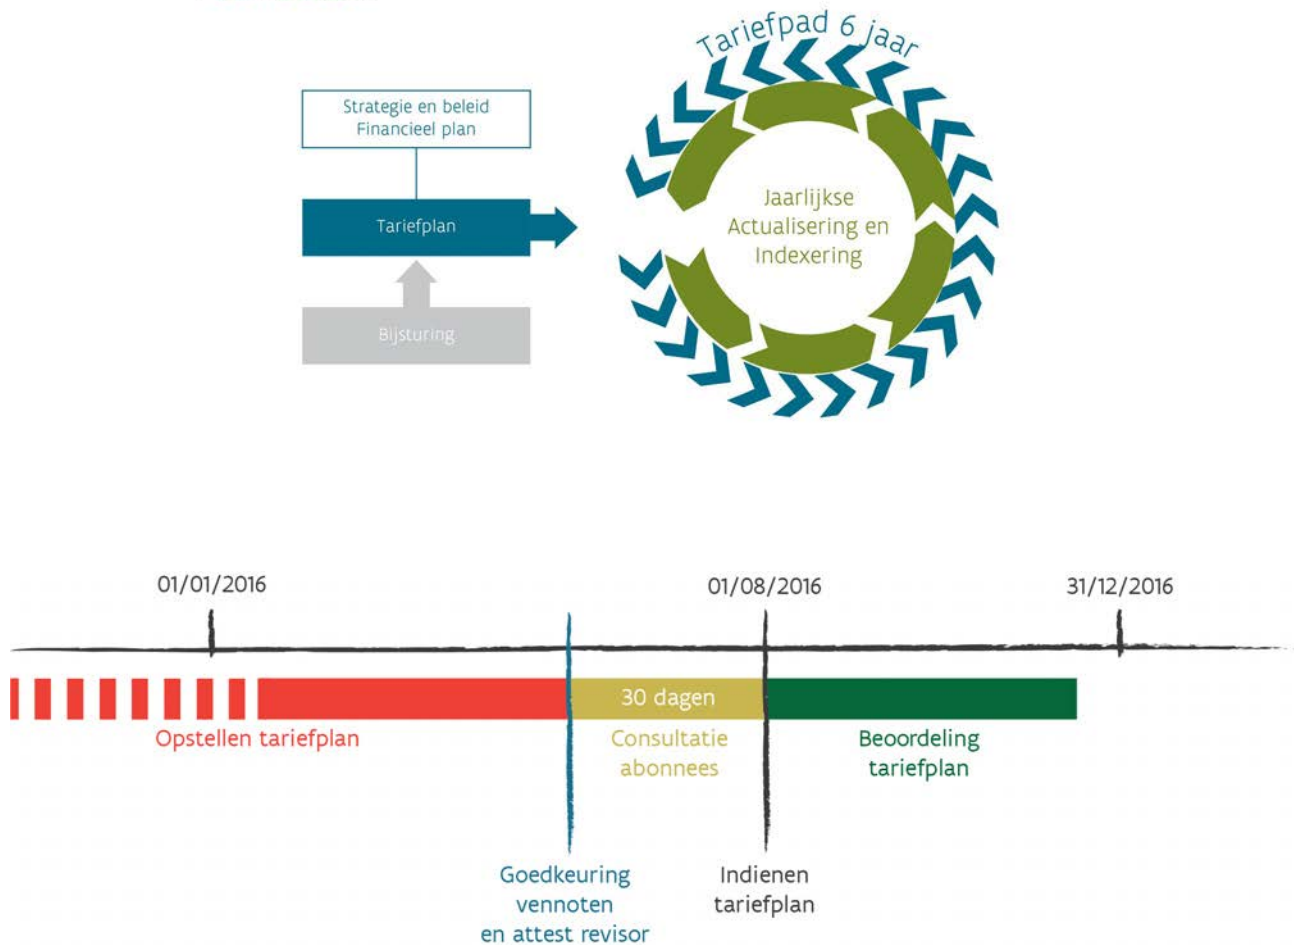 Tariefpad 6 jaar
Strategie en beleid
Financieel plan
Tariefplan
Bijsturing
Jaarlijkse
Actualisering en
Indexering
01/01/2016
01/08/2016
31/12/2016
30 dagen
Opstellen tariefplan
Consultatie
abonnees
Beoordeling
tariefplan
Goedkeuring
vennoten
en attest revisor
Indienen
tariefplan